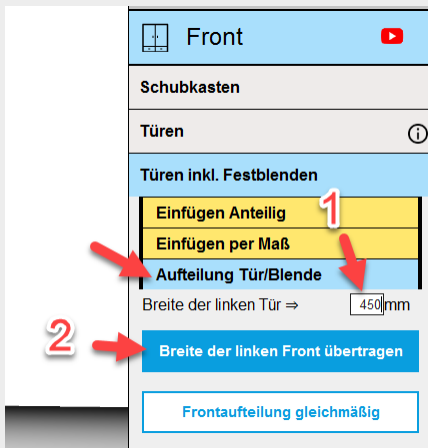 Front
Schubkasten
Türen
Türen inkl. Festblenden
1
Einfügen Anteilig
Einfügen per Maß
Aufteilung Tür/Blende
Breite der linken Tür ⇒ 450 mm
2
Breite der linken Front übertragen
Frontaufteilung gleichmäßig